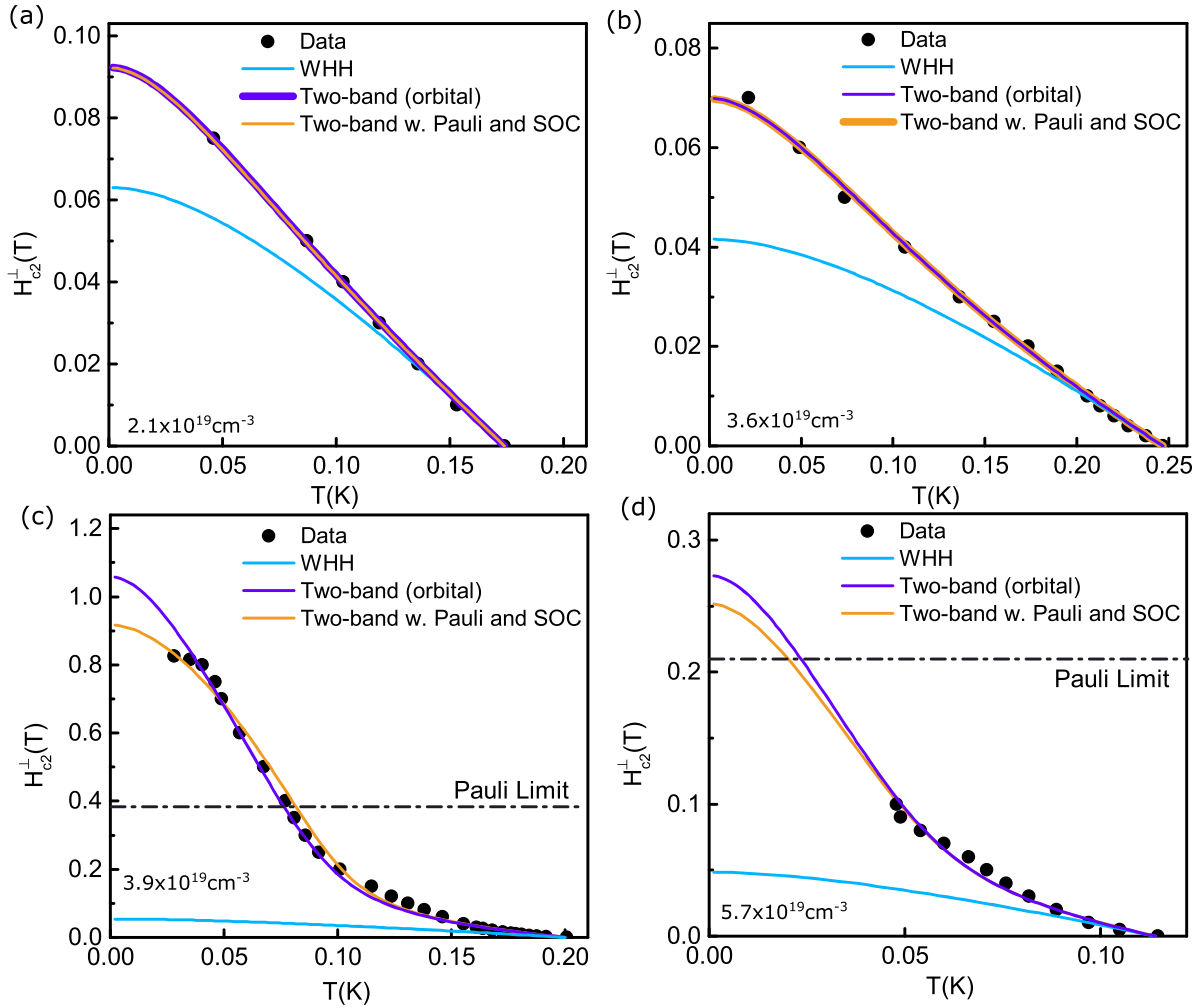 (a)
0.10
0.08
0.06
0.04
0.02
0.00
H⊥c2(T)
Data
WHH
Two-band (orbital)
Two-band w. Pauli and SOC
2.1x10¹⁹cm⁻³
0.00 0.05 0.10 0.15 0.20
T(K)
(b)
0.08
0.06
0.04
0.02
0.00
H⊥c2(T)
Data
WHH
Two-band (orbital)
Two-band w. Pauli and SOC
3.6x10¹⁹cm⁻³
0.00 0.05 0.10 0.15 0.20 0.25
T(K)
(c)
1.2
1.0
0.8
0.6
0.4
0.2
0.0
H⊥c2(T)
Data
WHH
Two-band (orbital)
Two-band w. Pauli and SOC
Pauli Limit
3.9x10¹⁹cm⁻³
0.00 0.05 0.10 0.15 0.20
T(K)
(d)
0.3
0.2
0.1
0.0
H⊥c2(T)
Data
WHH
Two-band (orbital)
Two-band w. Pauli and SOC
Pauli Limit
5.7x10¹⁹cm⁻³
0.00 0.05 0.10
T(K)